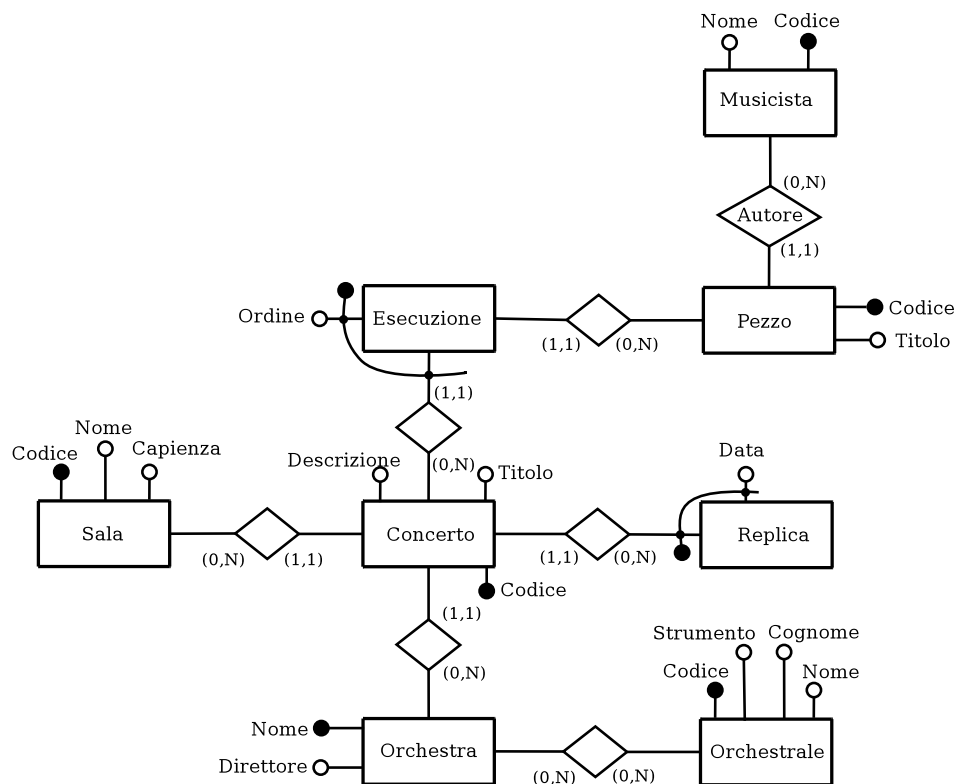 Nome Codice
Musicista
(0,N)
Autore
(1,1)
Ordine Esecuzione Pezzo Codice
(1,1) (0,N) Titolo
(1,1)
Nome
Codice Capienza
Descrizione (0,N) Titolo Data
Sala Concerto Replica
(0,N) (1,1) (1,1) (0,N)
Codice
(1,1)
Strumento Cognome
(0,N) Codice Nome
Nome
Orchestra Orchestrale
Direttore
(0,N) (0,N)